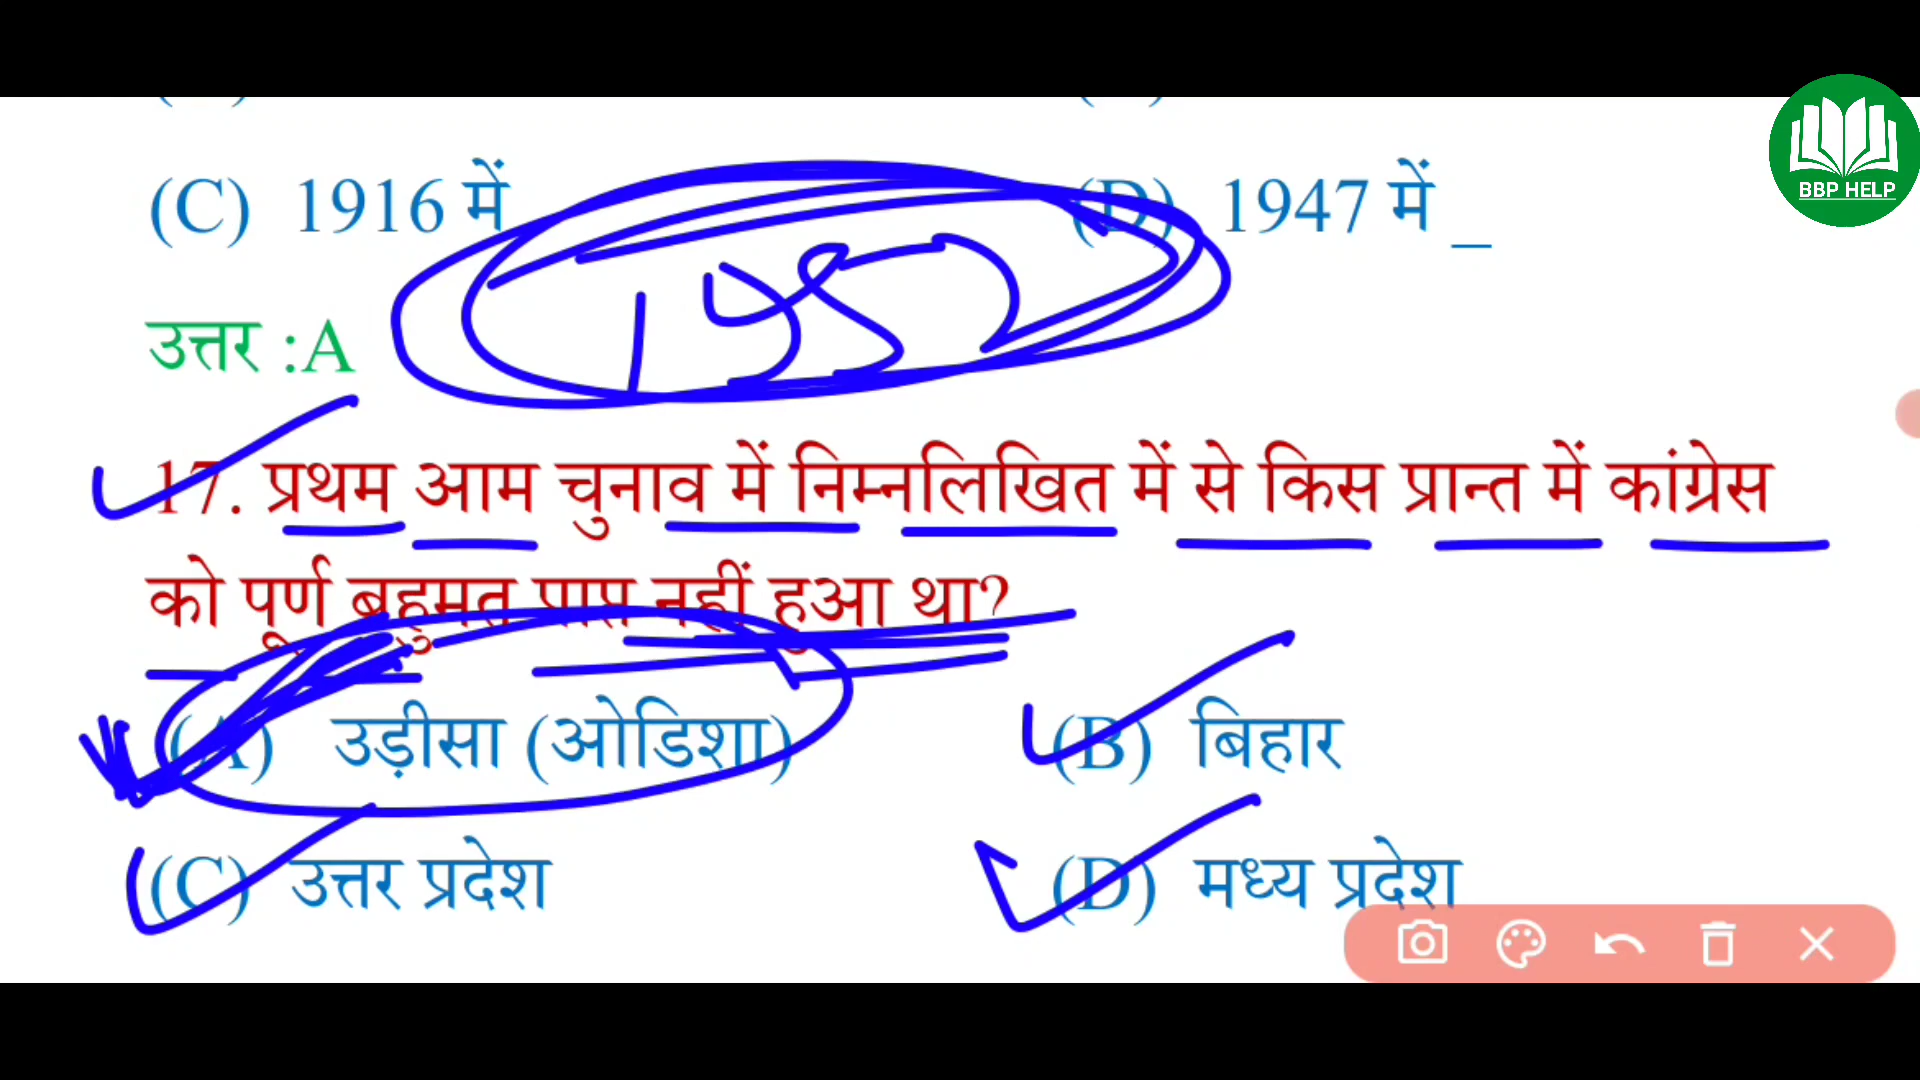 BBP HELP
(C) 1916 में (D) 1947 में _
1952
उत्तर :A
17. प्रथम आम चुनाव में निम्नलिखित में से किस प्रान्त में कांग्रेस
को पूर्ण बहुमत प्राप्त नहीं हुआ था?
(A) उड़ीसा (ओडिशा) (B) बिहार
(C) उत्तर प्रदेश (D) मध्य प्रदेश